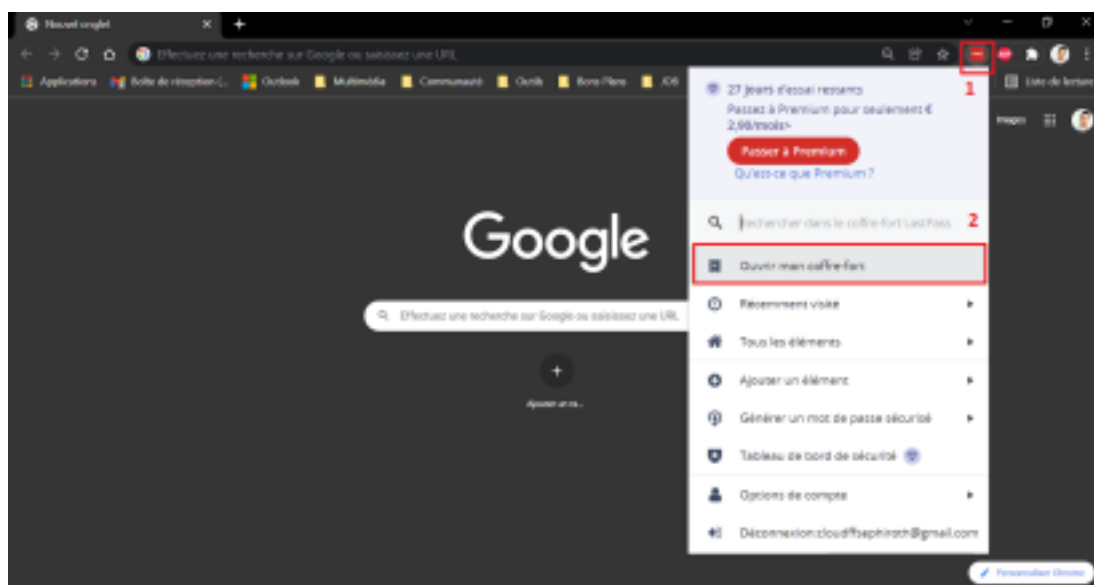 Nouvel onglet
Effectuez une recherche sur Google ou saisissez une URL
Applications Boîte de réception (... Outlook Multimédia Communauté Outils Bons Plans JDB Liste de lecture
1
27 jours d'essai restants
Passez à Premium pour seulement €
2,98/mois>
Passer à Premium
Qu'est-ce que Premium ?
Images
Google
Rechercher dans le coffre-fort LastPass 2
Ouvrir mon coffre-fort
Effectuez une recherche sur Google ou saisissez une URL
Récemment visité
Tous les éléments
Ajouter un élément
Ajouter un ra...
Générer un mot de passe sécurisé
Tableau de bord de sécurité
Options de compte
Déconnexion:cloudffsephiroth@gmail.com
Personnaliser Chrome